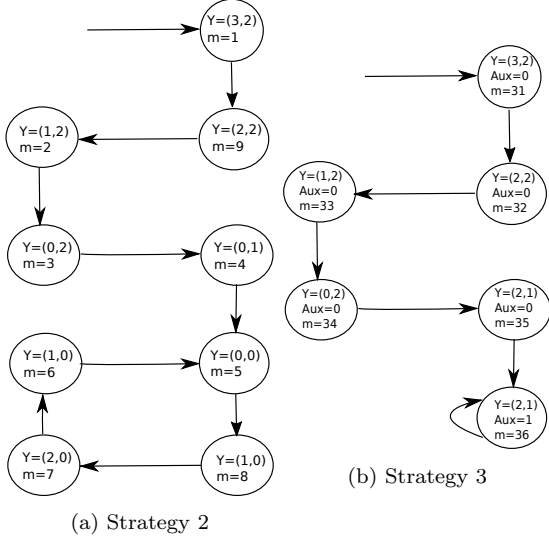 Y=(3,2)
m=1
Y=(1,2)
m=2
Y=(2,2)
m=9
Y=(0,2)
m=3
Y=(0,1)
m=4
Y=(1,0)
m=6
Y=(0,0)
m=5
Y=(2,0)
m=7
Y=(1,0)
m=8
(a) Strategy 2
Y=(3,2)
Aux=0
m=31
Y=(1,2)
Aux=0
m=33
Y=(2,2)
Aux=0
m=32
Y=(0,2)
Aux=0
m=34
Y=(2,1)
Aux=0
m=35
Y=(2,1)
Aux=1
m=36
(b) Strategy 3